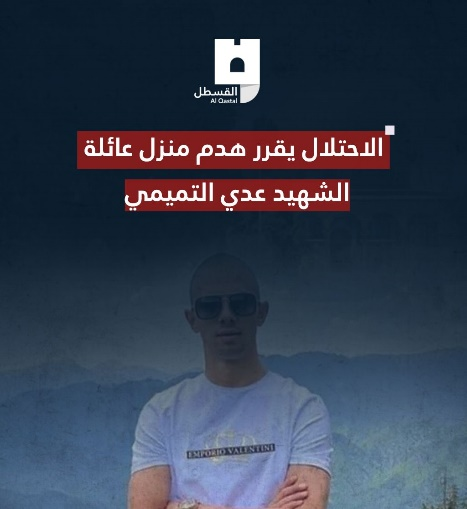 القسطل
Al Qastal
الاحتلال يقرر هدم منزل عائلة
الشهيد عدي التميمي
EMPORIO VALENTINI